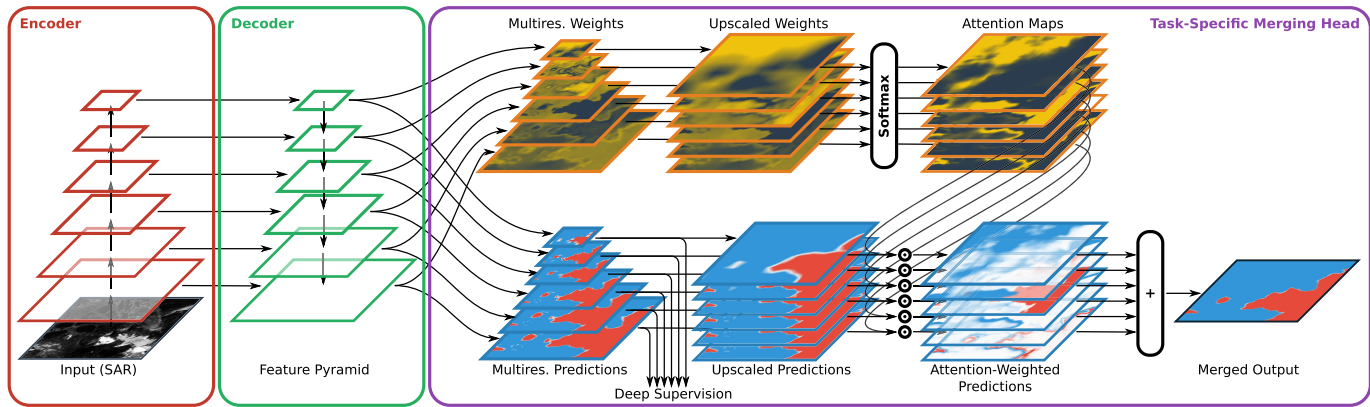 Encoder
Decoder
Multires. Weights
Upscaled Weights
Attention Maps
Task-Specific Merging Head
Softmax
+
Input (SAR)
Feature Pyramid
Multires. Predictions
Upscaled Predictions
Attention-Weighted
Predictions
Merged Output
Deep Supervision